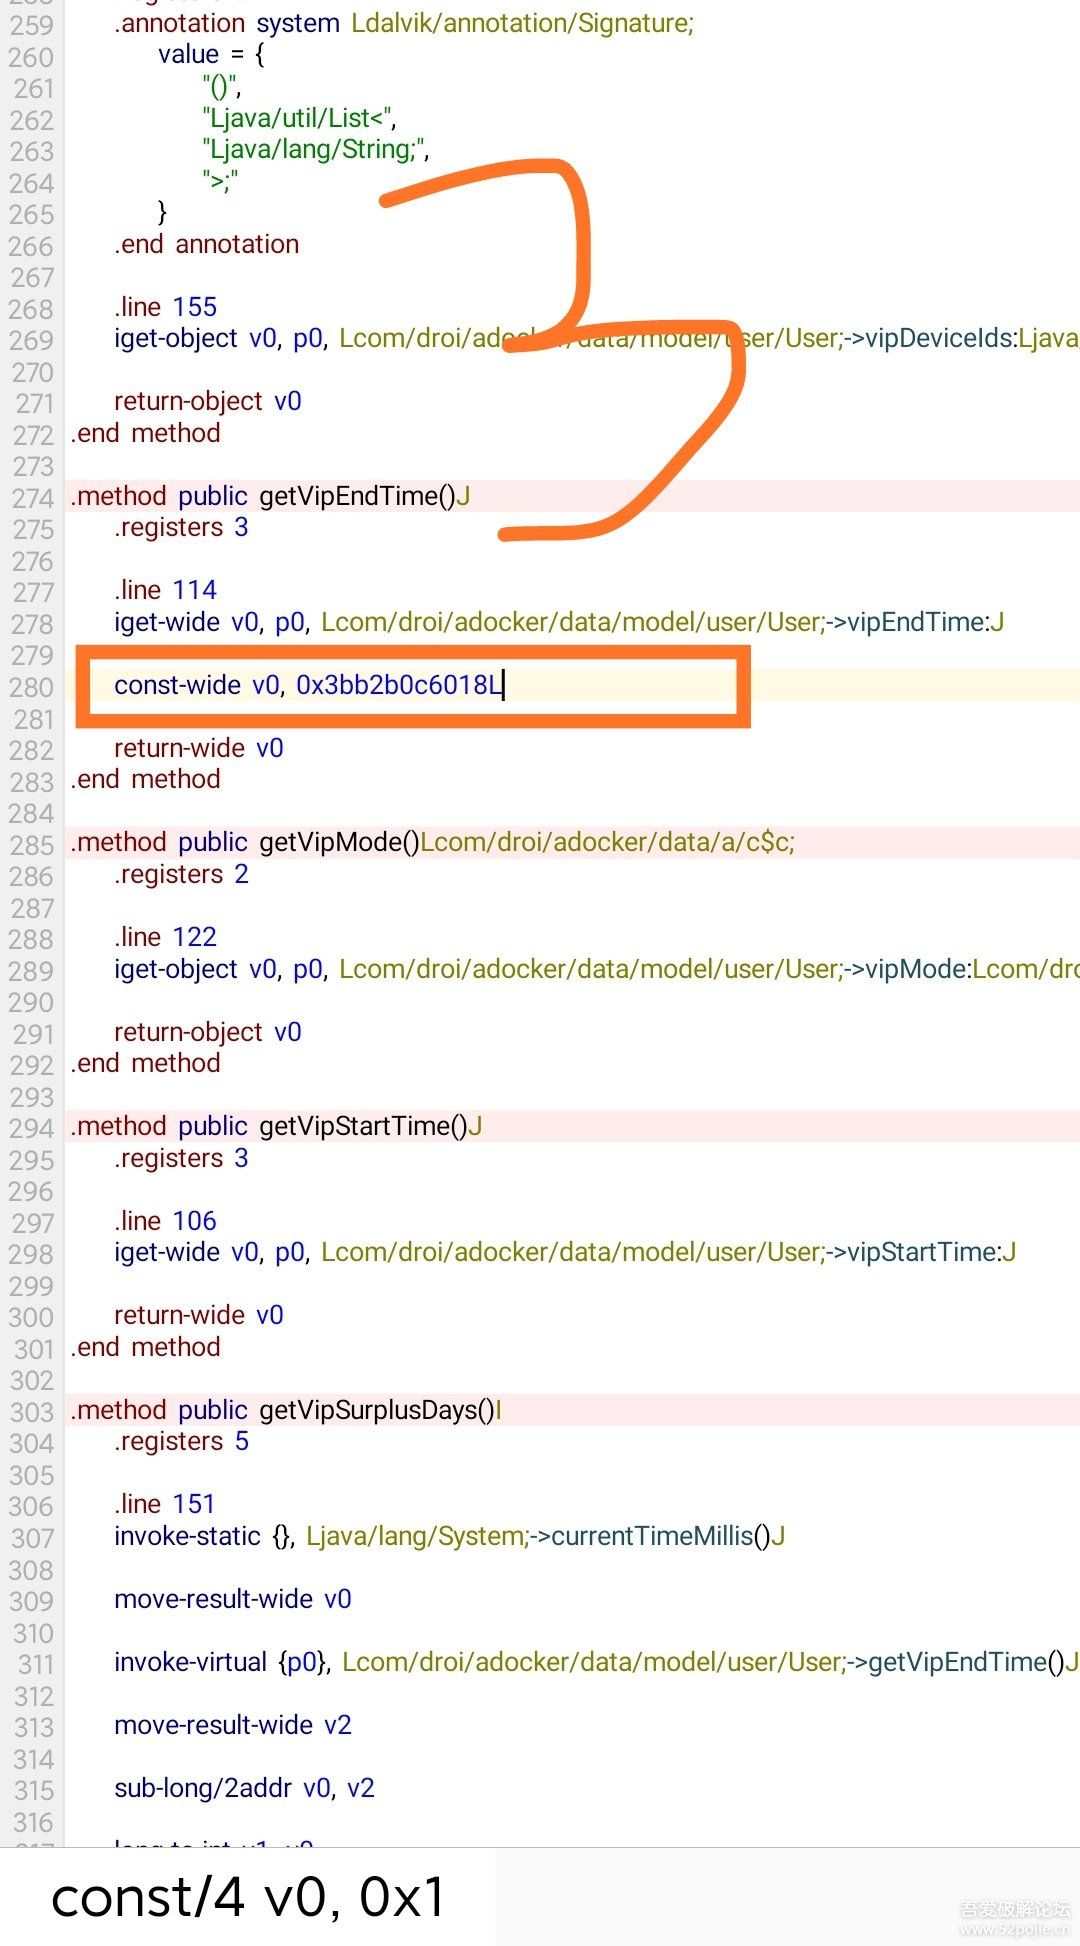 259 .annotation system Ldalvik/annotation/Signature;
260 value = {
261 "()",
262 "Ljava/util/List<",
263 "Ljava/lang/String;",
264 ">;"
265 }
266 .end annotation
267
268 .line 155
269 iget-object v0, p0, Lcom/droi/adocker/data/model/user/User;->vipDeviceIds:Ljava
270
271 return-object v0
272 .end method
273
274 .method public getVipEndTime()J
275 .registers 3
276
277 .line 114
278 iget-wide v0, p0, Lcom/droi/adocker/data/model/user/User;->vipEndTime:J
279
280 const-wide v0, 0x3bb2b0c6018L
281
282 return-wide v0
283 .end method
284
285 .method public getVipMode()Lcom/droi/adocker/data/a/c$c;
286 .registers 2
287
288 .line 122
289 iget-object v0, p0, Lcom/droi/adocker/data/model/user/User;->vipMode:Lcom/dro
290
291 return-object v0
292 .end method
293
294 .method public getVipStartTime()J
295 .registers 3
296
297 .line 106
298 iget-wide v0, p0, Lcom/droi/adocker/data/model/user/User;->vipStartTime:J
299
300 return-wide v0
301 .end method
302
303 .method public getVipSurplusDays()I
304 .registers 5
305
306 .line 151
307 invoke-static {}, Ljava/lang/System;->currentTimeMillis()J
308
309 move-result-wide v0
310
311 invoke-virtual {p0}, Lcom/droi/adocker/data/model/user/User;->getVipEndTime()J
312
313 move-result-wide v2
314
315 sub-long/2addr v0, v2
316
const/4 v0, 0x1
吾爱破解论坛
www.52pojie.cn